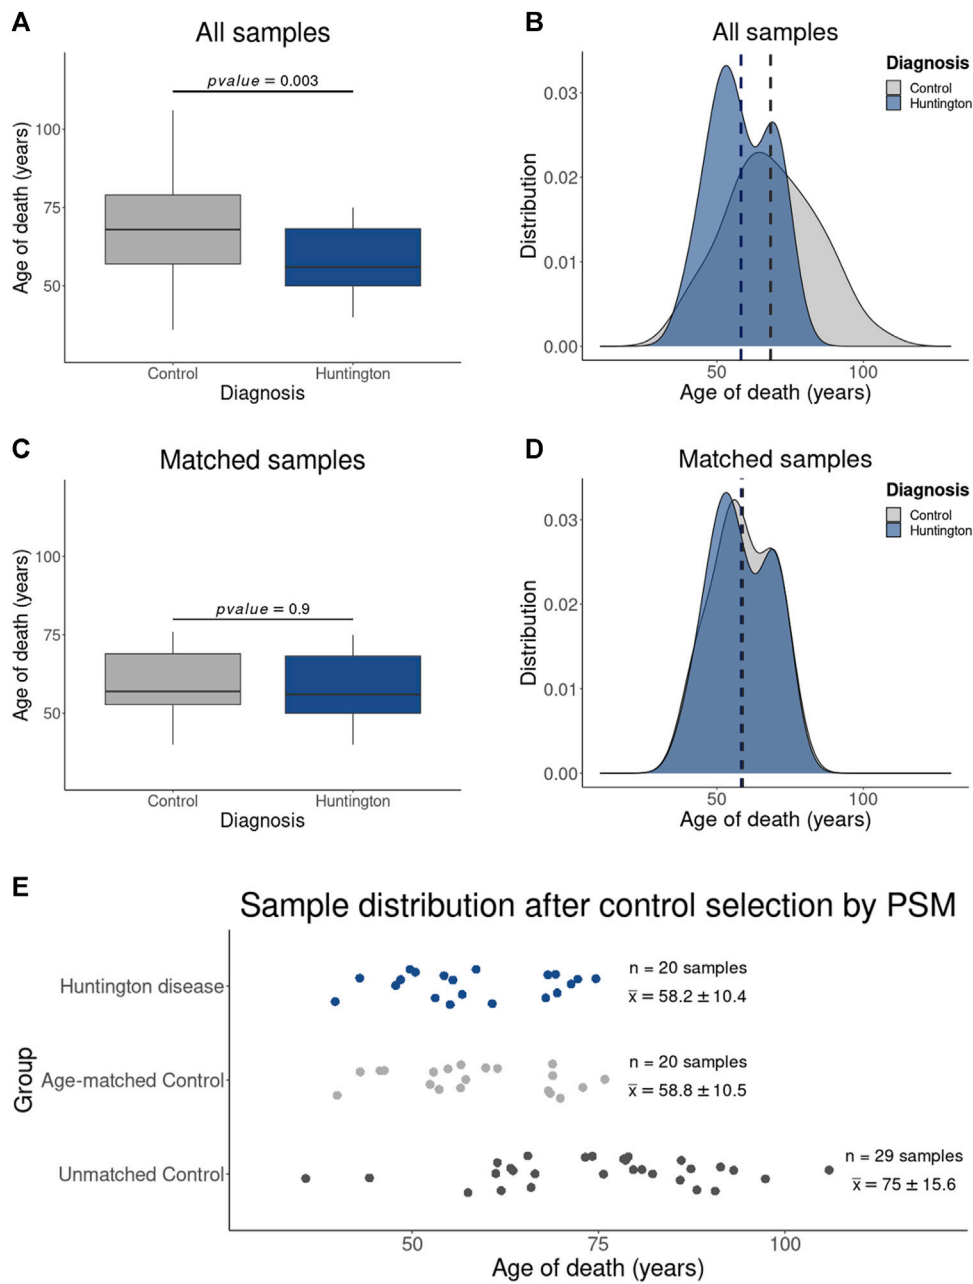 A
All samples
pvalue = 0.003
100
75
50
Age of death (years)
Control
Huntington
Diagnosis
B
All samples
Diagnosis
Control
Huntington
0.03
0.02
0.01
0.00
Distribution
50
100
Age of death (years)
C
Matched samples
pvalue = 0.9
100
75
50
Age of death (years)
Control
Huntington
Diagnosis
D
Matched samples
Diagnosis
Control
Huntington
0.03
0.02
0.01
0.00
Distribution
50
100
Age of death (years)
E
Sample distribution after control selection by PSM
Group
Huntington disease
n = 20 samples
x̅ = 58.2 ± 10.4
Age-matched Control
n = 20 samples
x̅ = 58.8 ± 10.5
Unmatched Control
n = 29 samples
x̅ = 75 ± 15.6
50
75
100
Age of death (years)